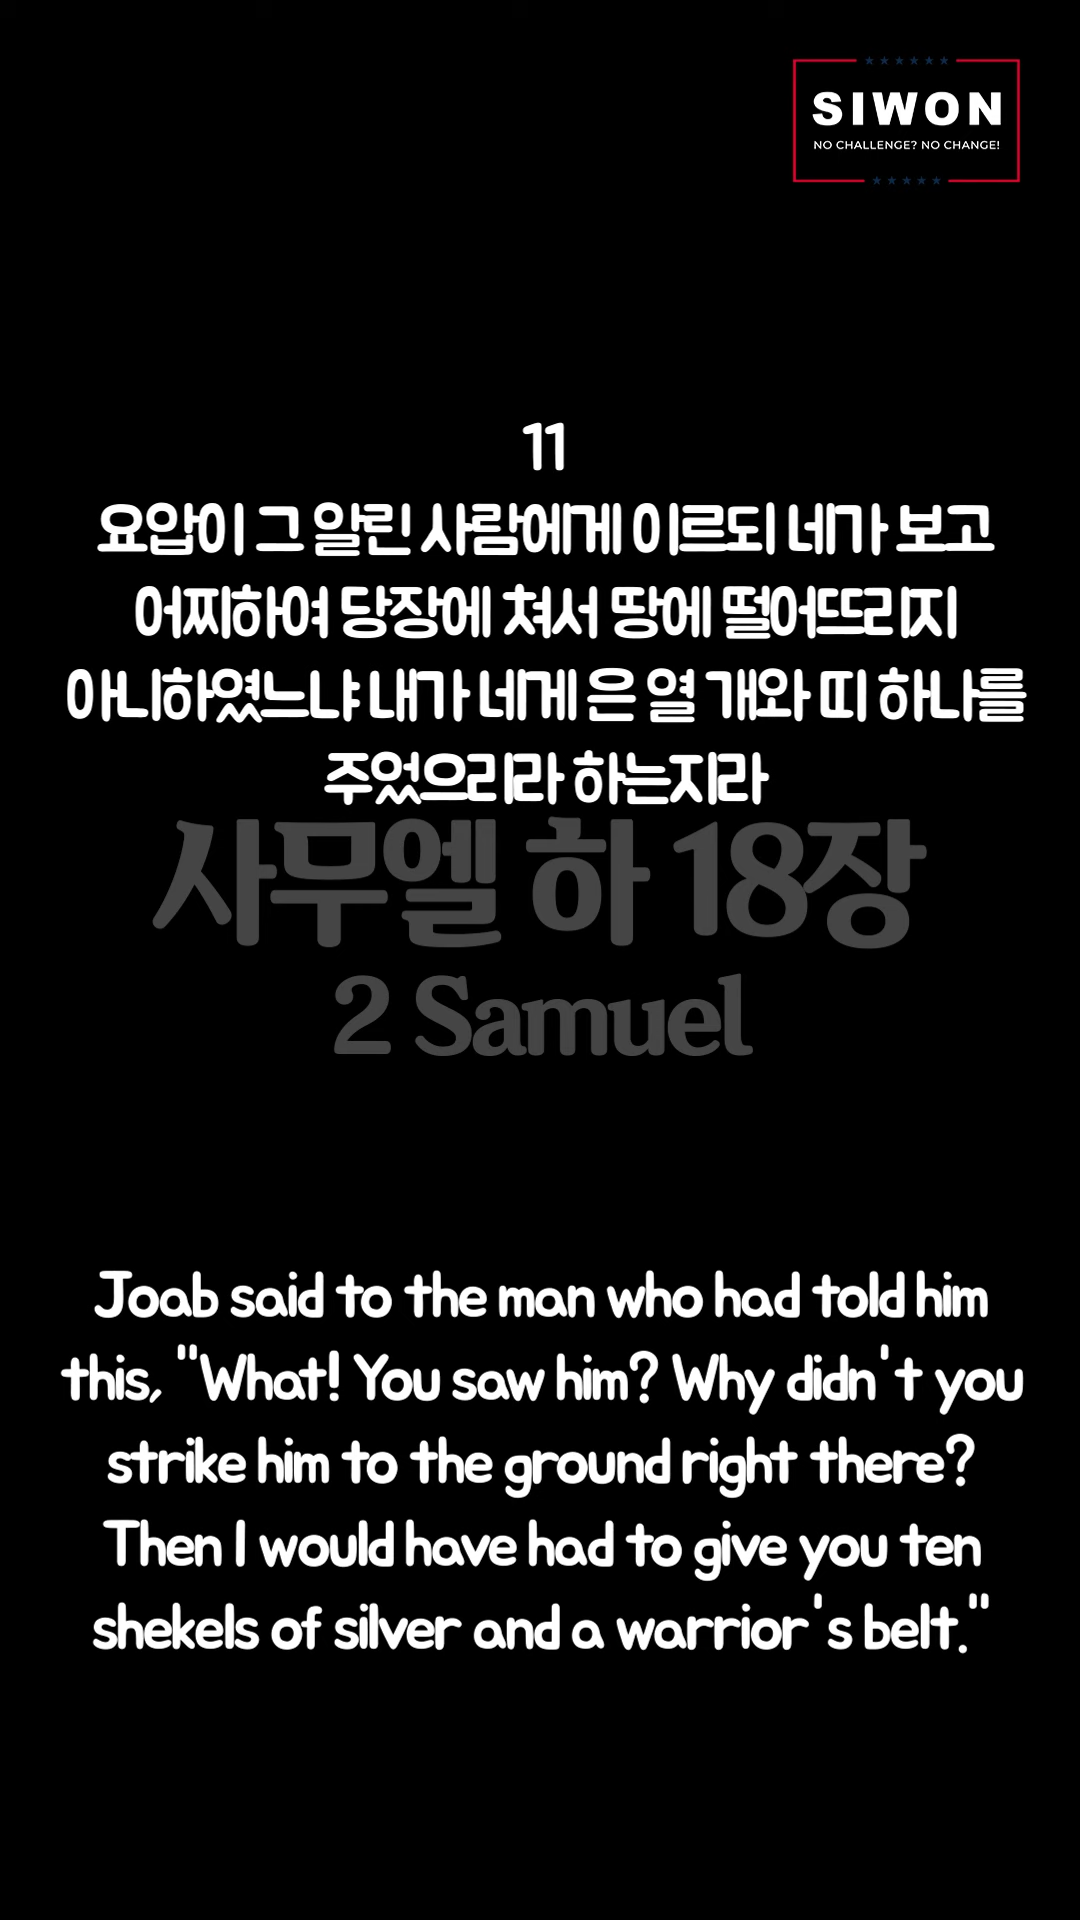 SIWON
NO CHALLENGE? NO CHANGE!
11
요압이 그 알린 사람에게 이르되 네가 보고
어찌하여 당장에 쳐서 땅에 떨어뜨리지
아니하였느냐 내가 네게 은 열 개와 띠 하나를
주었으리라 하는지라
사무엘 하 18장
2 Samuel
Joab said to the man who had told him
this, "What! You saw him? Why didn't you
strike him to the ground right there?
Then I would have had to give you ten
shekels of silver and a warrior's belt."